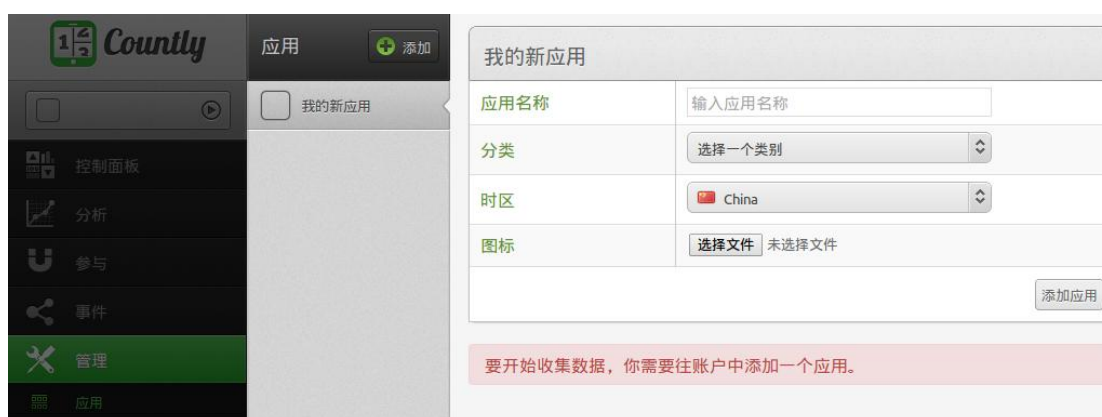 Countly
控制面板
分析
参与
事件
管理
应用
应用
添加
我的新应用
我的新应用
应用名称
输入应用名称
分类
选择一个类别
时区
China
图标
选择文件 未选择文件
添加应用
要开始收集数据，你需要往账户中添加一个应用。